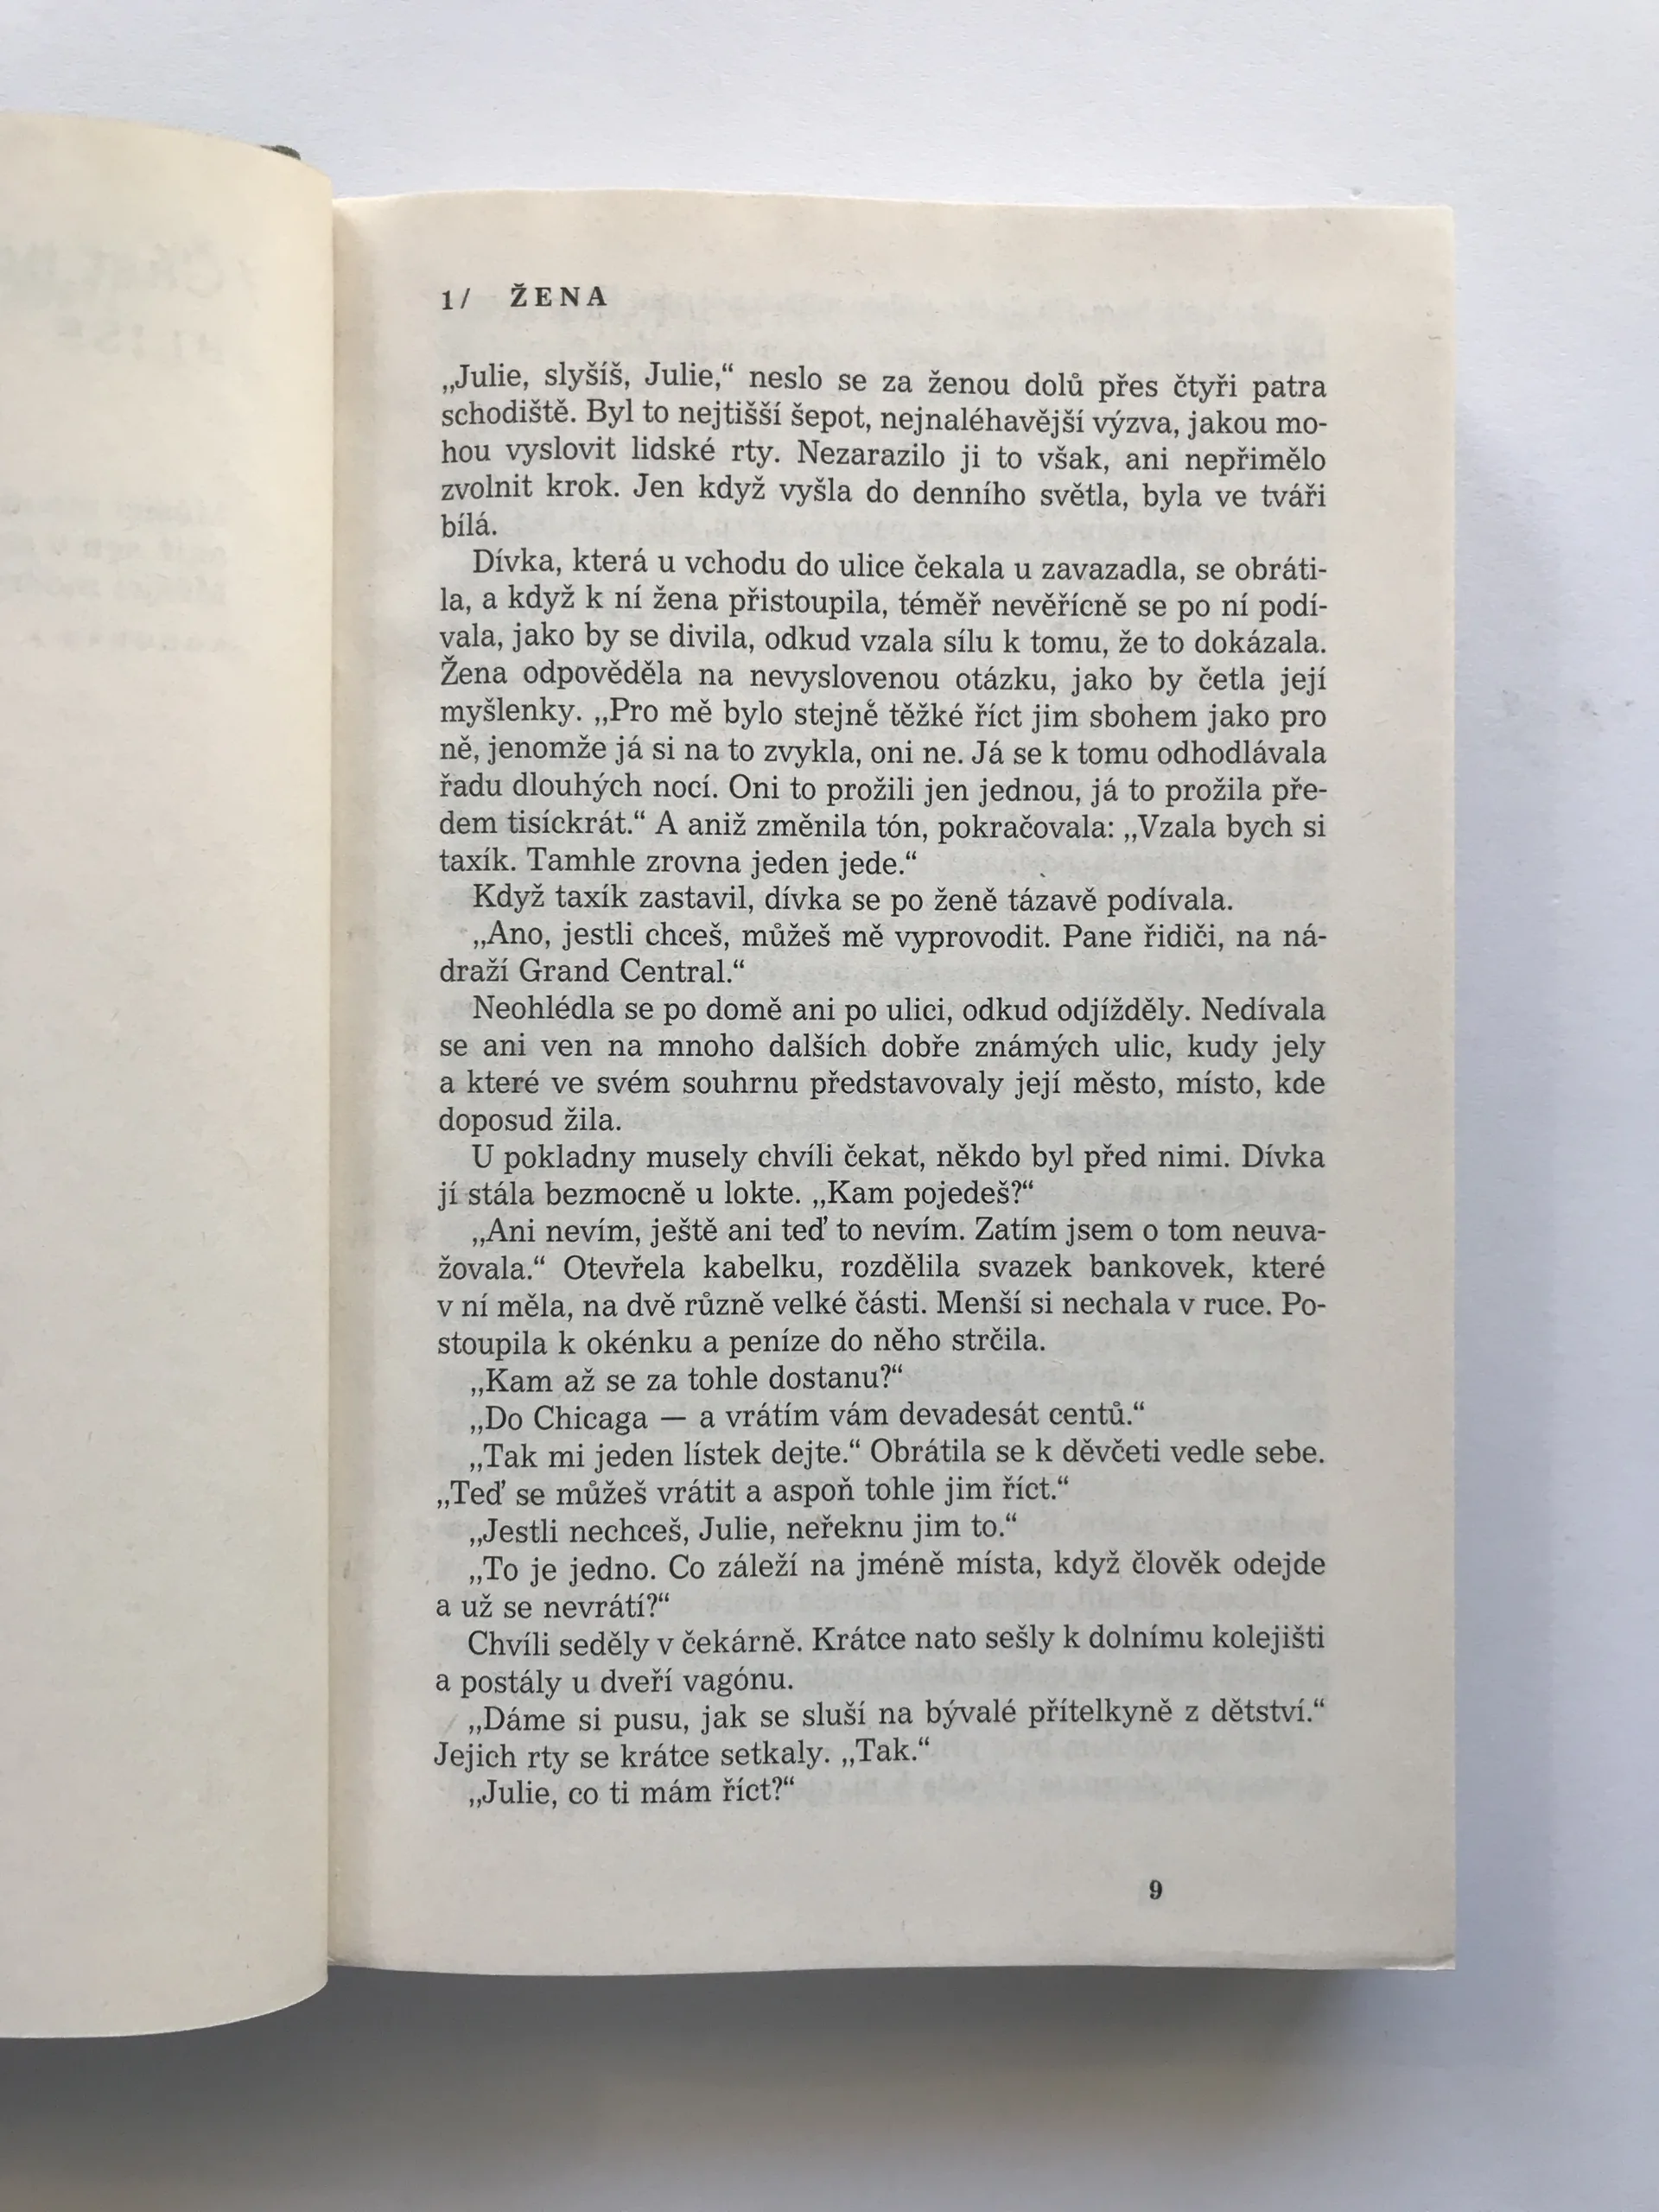 1/ ŽENA
„Julie, slyšíš, Julie,“ neslo se za ženou dolů přes čtyři patra
schodiště. Byl to nejtišší šepot, nejnaléhavější výzva, jakou mo-
hou vyslovit lidské rty. Nezarazilo ji to však, ani nepřimělo
zvolnit krok. Jen když vyšla do denního světla, byla ve tváři
bílá.
Dívka, která u vchodu do ulice čekala u zavazadla, se obráti-
la, a když k ní žena přistoupila, téměř nevěřícně se po ní podí-
vala, jako by se divila, odkud vzala sílu k tomu, že to dokázala.
Žena odpověděla na nevyslovenou otázku, jako by četla její
myšlenky. „Pro mě bylo stejně těžké říct jim sbohem jako pro
ně, jenomže já si na to zvykla, oni ne. Já se k tomu odhodlávala
řadu dlouhých nocí. Oni to prožili jen jednou, já to prožila pře-
dem tisíckrát.“ A aniž změnila tón, pokračovala: „Vzala bych si
taxík. Tamhle zrovna jeden jede.“
Když taxík zastavil, dívka se po ženě tázavě podívala.
„Ano, jestli chceš, můžeš mě vyprovodit. Pane řidiči, na ná-
draží Grand Central.“
Neohlédla se po domě ani po ulici, odkud odjížděly. Nedívala
se ani ven na mnoho dalších dobře známých ulic, kudy jely
a které ve svém souhrnu představovaly její město, místo, kde
doposud žila.
U pokladny musely chvíli čekat, někdo byl před nimi. Dívka
jí stála bezmocně u lokte. „Kam pojedeš?“
„Ani nevím, ještě ani teď to nevím. Zatím jsem o tom neuva-
žovala.“ Otevřela kabelku, rozdělila svazek bankovek, které
v ní měla, na dvě různě velké části. Menší si nechala v ruce. Po-
stoupila k okénku a peníze do něho strčila.
„Kam až se za tohle dostanu?“
„Do Chicaga — a vrátím vám devadesát centů.“
„Tak mi jeden lístek dejte.“ Obrátila se k děvčeti vedle sebe.
„Teď se můžeš vrátit a aspoň tohle jim říct.“
„Jestli nechceš, Julie, neřeknu jim to.“
„To je jedno. Co záleží na jméně místa, když člověk odejde
a už se nevrátí?“
Chvíli seděly v čekárně. Krátce nato sešly k dolnímu kolejišti
a postály u dveří vagónu.
„Dáme si pusu, jak se sluší na bývalé přítelkyně z dětství.“
Jejich rty se krátce setkaly. „Tak.“
„Julie, co ti mám říct?“
9